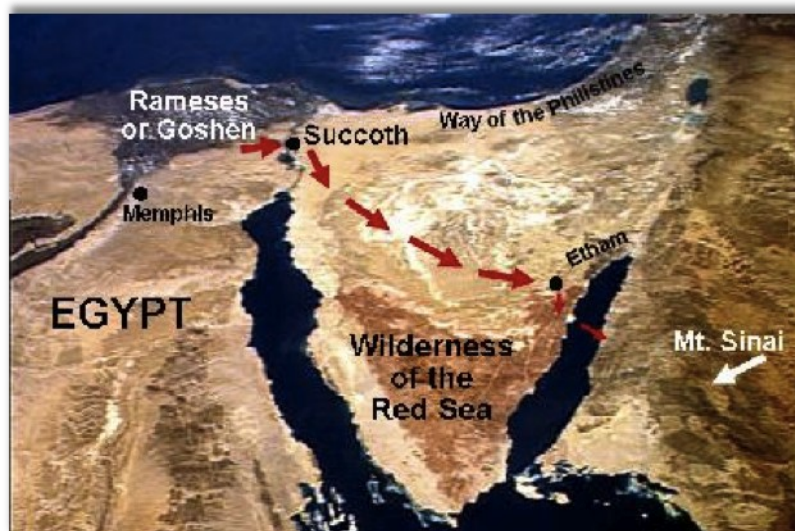 Rameses
or Goshen
Succoth
Way of the Philistines
Memphis
Etham
EGYPT
Wilderness
of the
Red Sea
Mt. Sinai